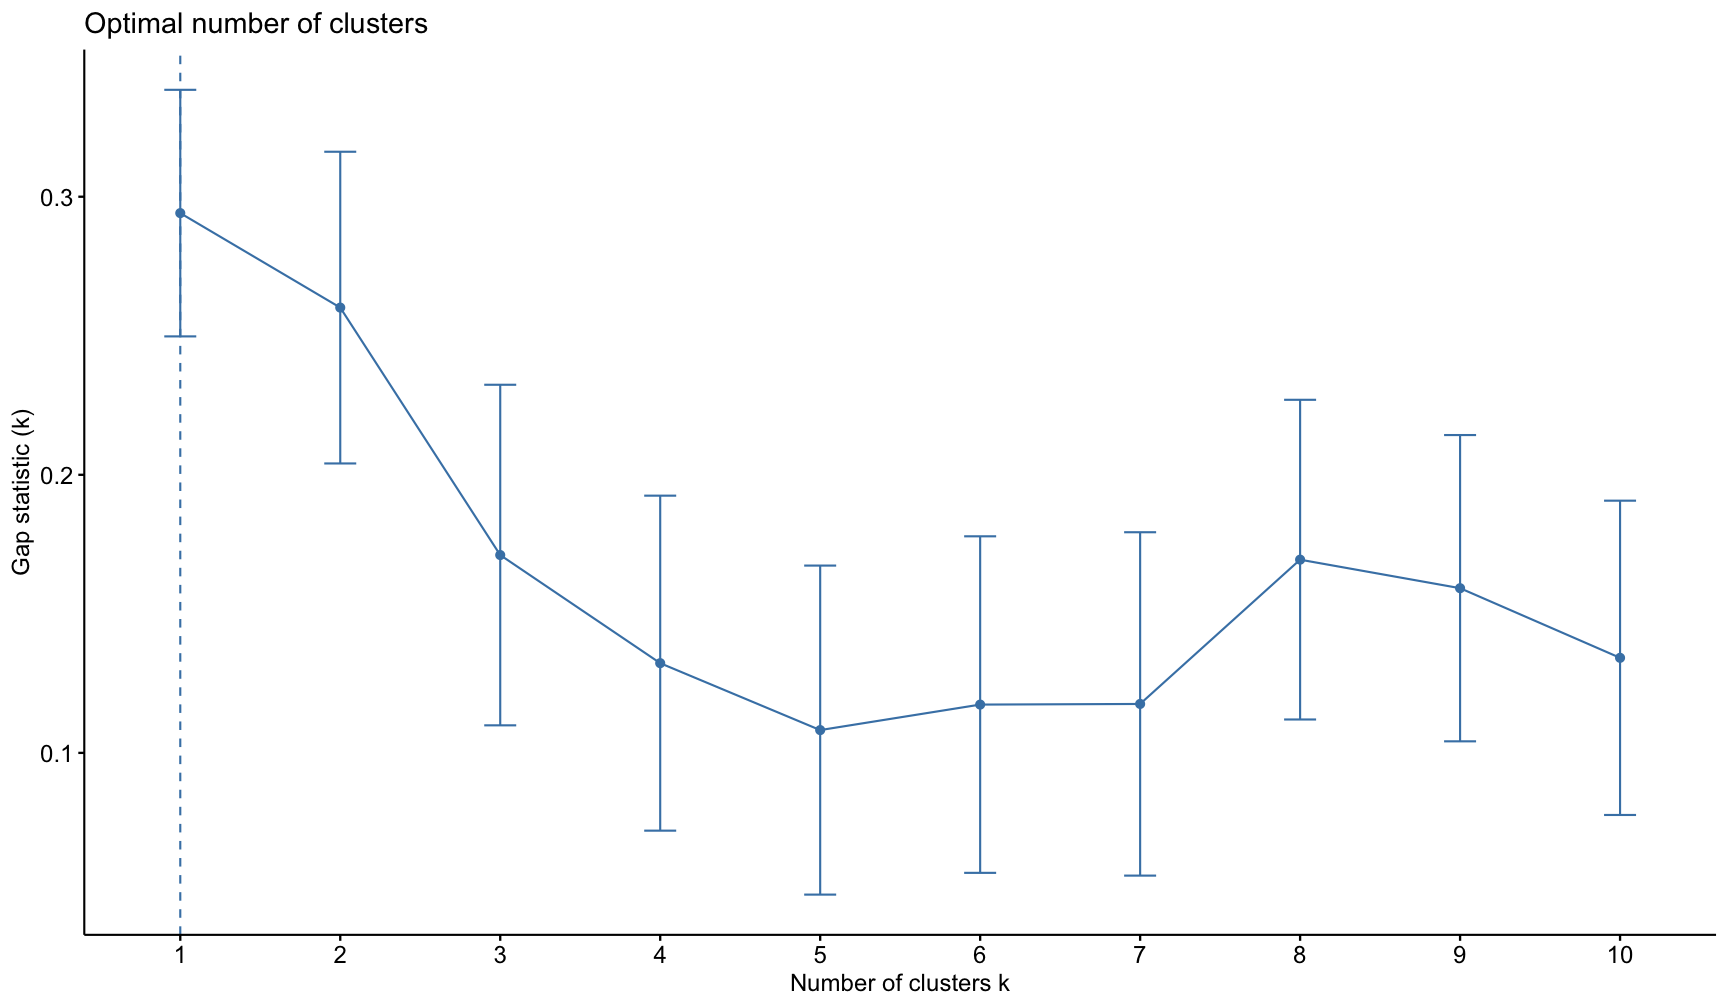 Optimal number of clusters
Gap statistic (k)
0.3
0.2
0.1
1 2 3 4 5 6 7 8 9 10
Number of clusters k